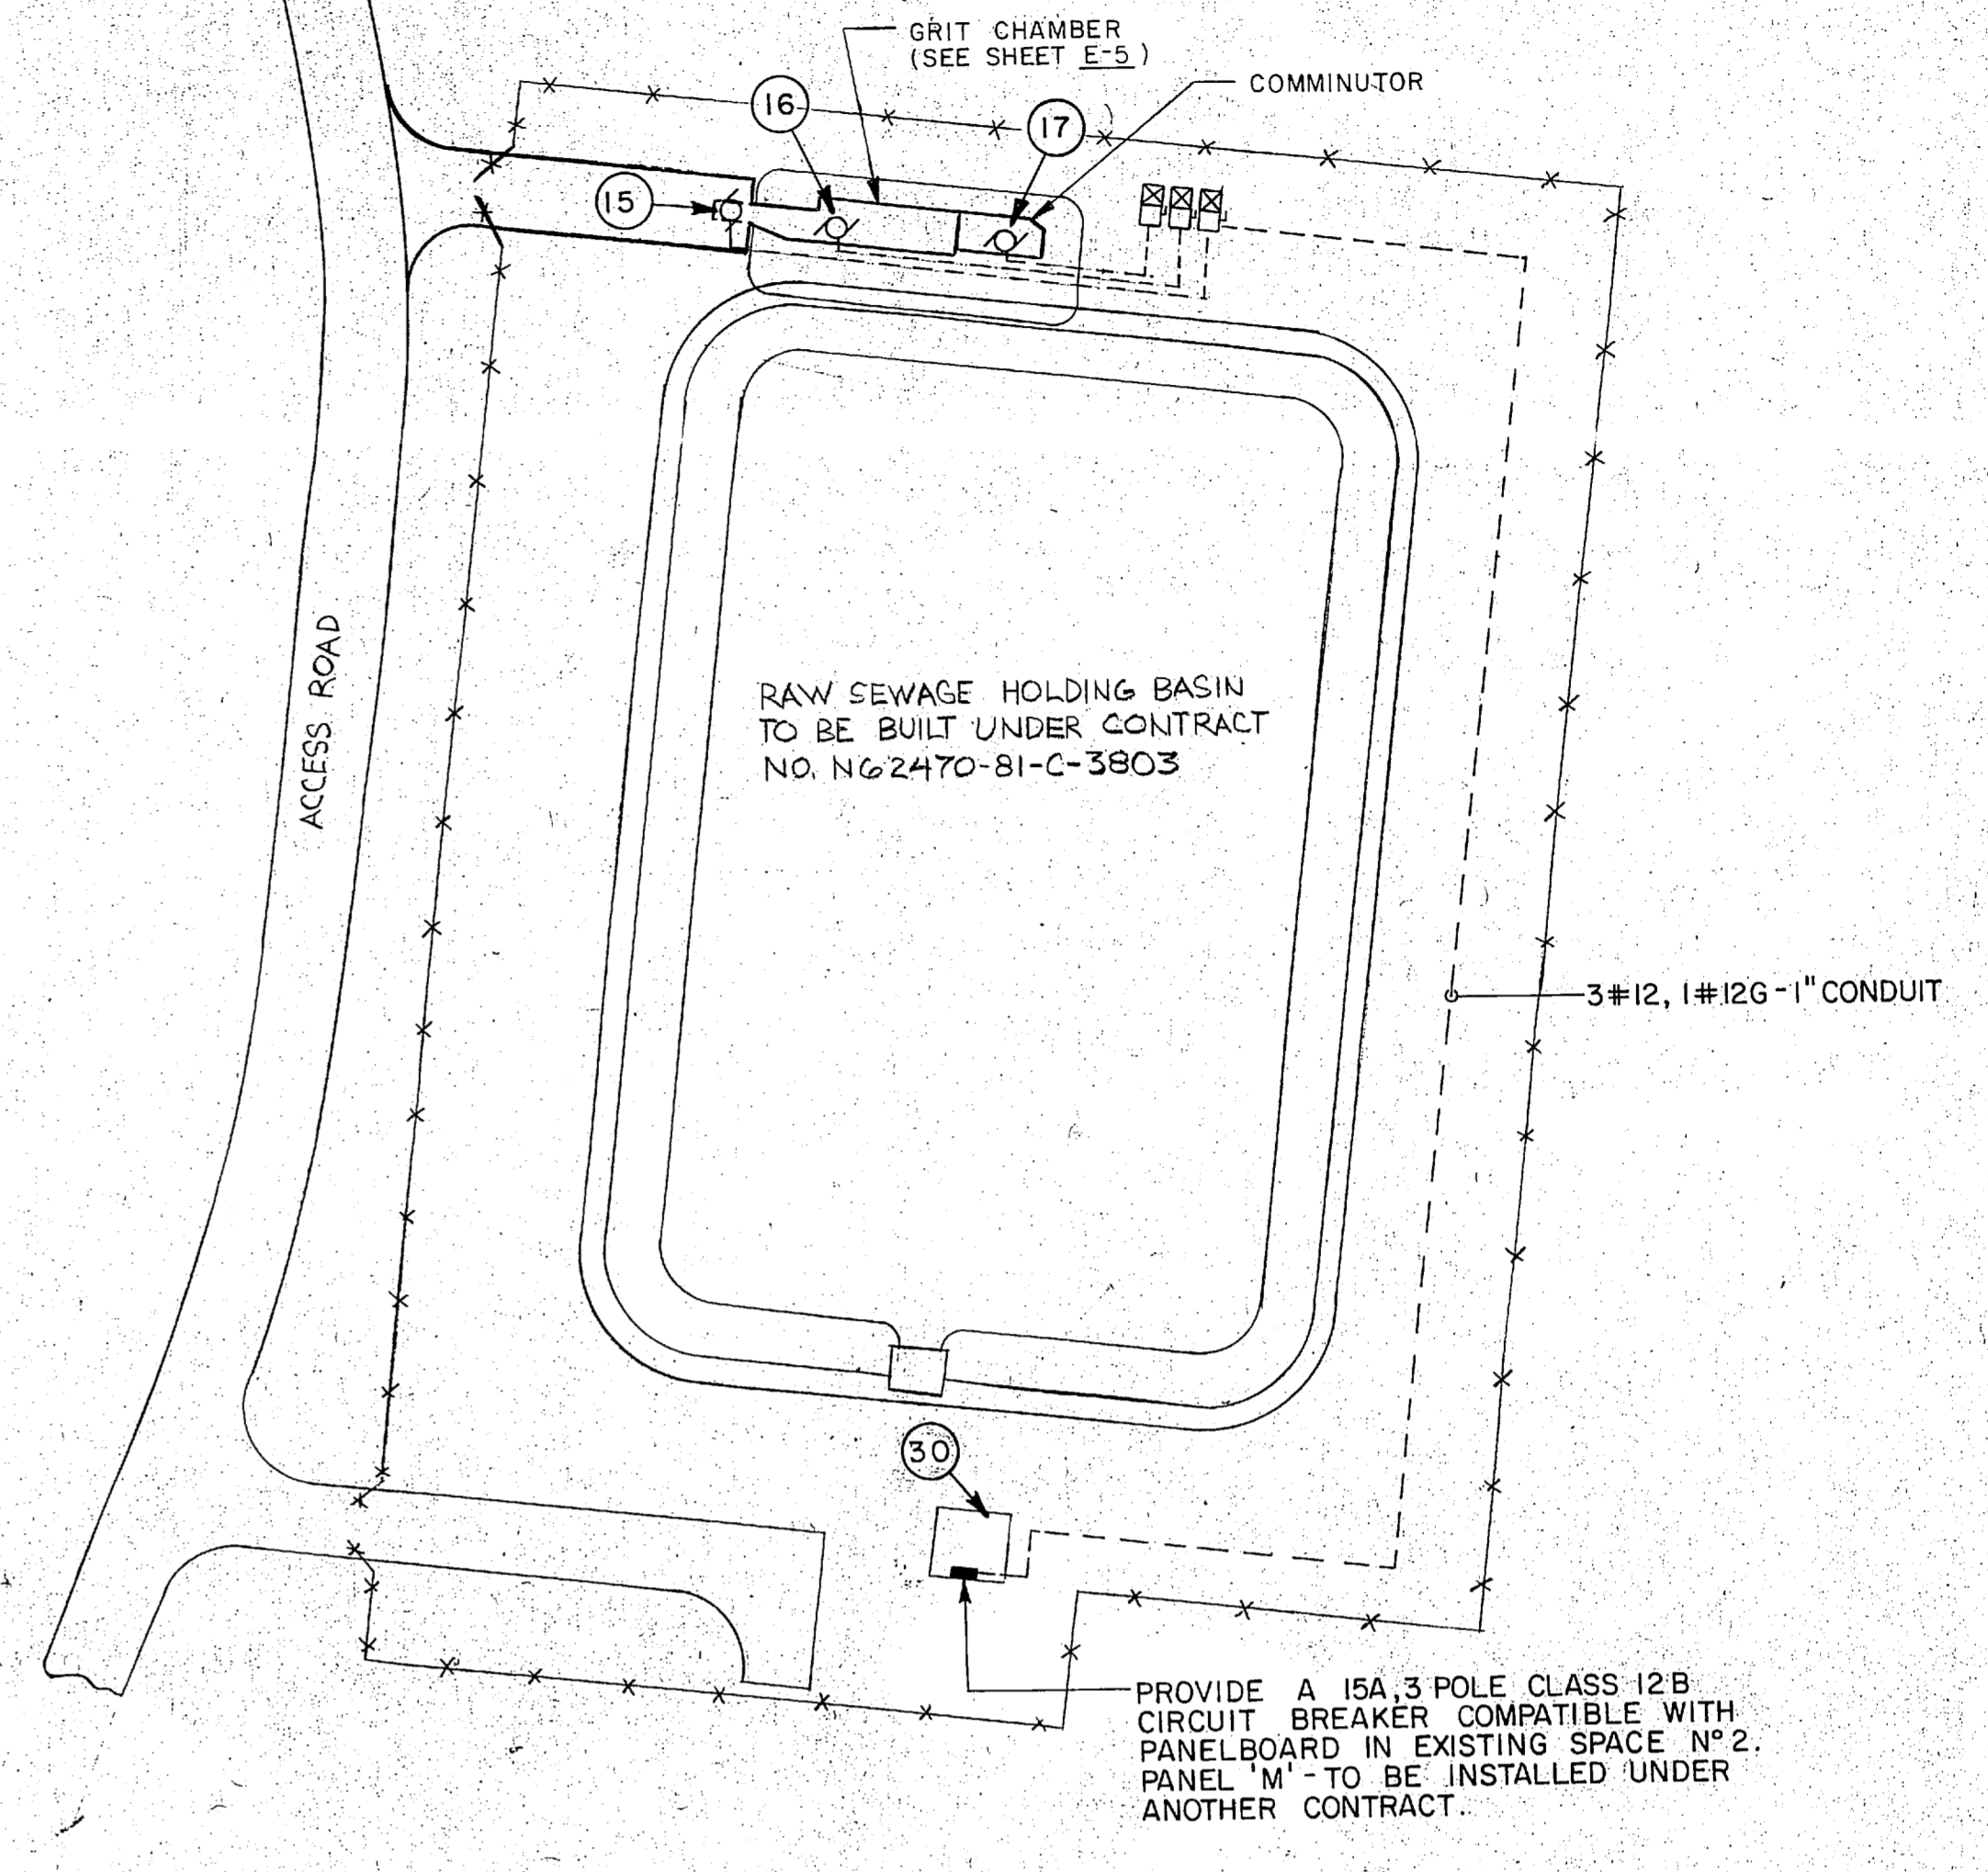 GRIT CHAMBER
(SEE SHEET E-5)
COMMINUTOR
16
17
15
ACCESS ROAD
RAW SEWAGE HOLDING BASIN
TO BE BUILT UNDER CONTRACT
NO. N62470-81-C-3803
3#12, 1#12G-1" CONDUIT
30
PROVIDE A 15A, 3 POLE CLASS 12B
CIRCUIT BREAKER COMPATIBLE WITH
PANELBOARD IN EXISTING SPACE Nº 2.
PANEL 'M' - TO BE INSTALLED UNDER
ANOTHER CONTRACT.